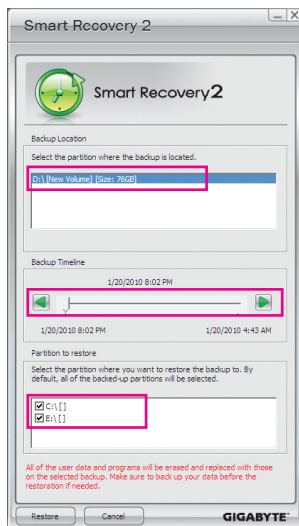 Smart Recovery 2
Smart Recovery2
Backup Location
Select the partition where the backup is located.
D:\ [New Volume] [Size: 76GB]
Backup Timeline
1/20/2010 8:02 PM
1/20/2010 8:02 PM 1/20/2010 4:43 AM
Partition to restore
Select the partition where you want to restore the backup to. By
default, all of the backed-up partitions will be selected.
C:\ [ ]
E:\ [ ]
All of the user data and programs will be erased and replaced with those
on the selected backup. Make sure to back up your data before the
restoration if needed.
Restore Cancel GIGABYTE™